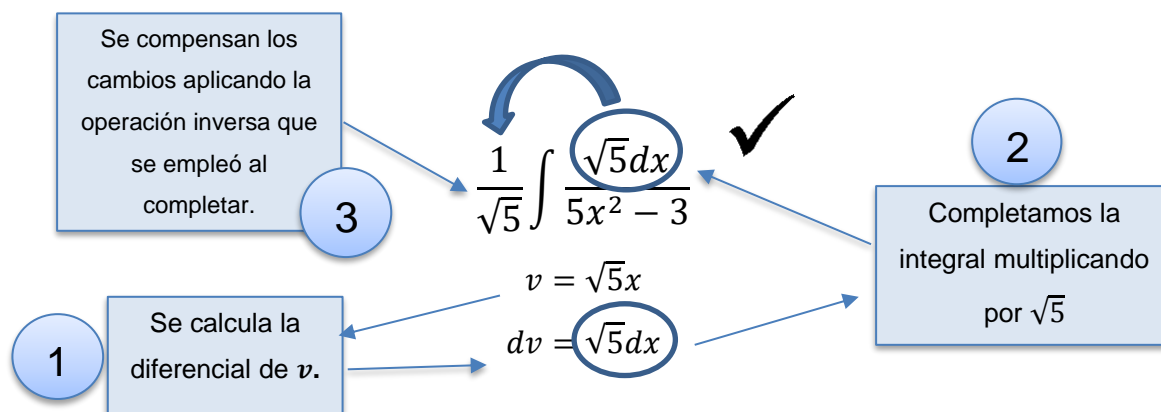 Se compensan los
cambios aplicando la
operación inversa que
se empleó al
completar.
3
1/√5 ∫ √5dx/(5x² − 3)
2
Completamos la
integral multiplicando
por √5
v = √5x
dv = √5dx
1
Se calcula la
diferencial de v.